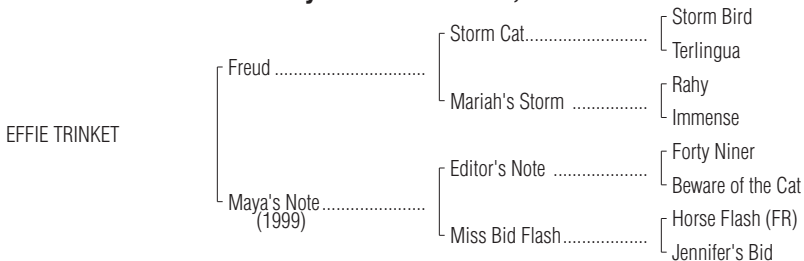 Storm Bird
Storm Cat..........................
Terlingua
Freud ................................
Rahy
Mariah's Storm ................
Immense
EFFIE TRINKET
Forty Niner
Editor's Note ....................
Beware of the Cat
Maya's Note......................
(1999)
Horse Flash (FR)
Miss Bid Flash..................
Jennifer's Bid